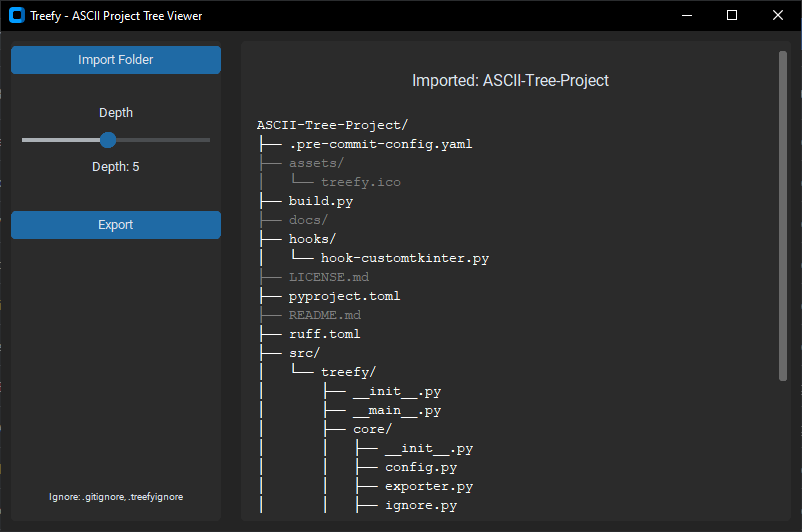 Treefy - ASCII Project Tree Viewer
Import Folder
Depth
Depth: 5
Export
Ignore: .gitignore, .treefyignore
Imported: ASCII-Tree-Project
ASCII-Tree-Project/
├── .pre-commit-config.yaml
├── assets/
│   └── treefy.ico
├── build.py
├── docs/
├── hooks/
│   └── hook-customtkinter.py
├── LICENSE.md
├── pyproject.toml
├── README.md
├── ruff.toml
├── src/
│   └── treefy/
│       ├── __init__.py
│       ├── __main__.py
│       ├── core/
│       │   ├── __init__.py
│       │   ├── config.py
│       │   ├── exporter.py
│       │   ├── ignore.py